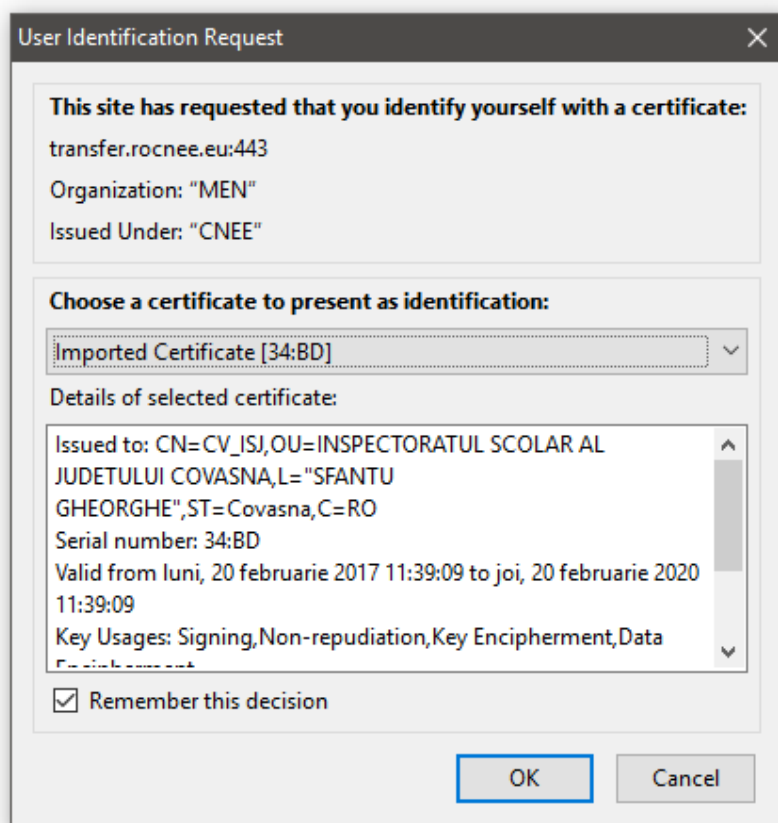 User Identification Request
This site has requested that you identify yourself with a certificate:
transfer.rocnee.eu:443
Organization: "MEN"
Issued Under: "CNEE"
Choose a certificate to present as identification:
Imported Certificate [34:BD]
Details of selected certificate:
Issued to: CN=CV_ISJ,OU=INSPECTORATUL SCOLAR AL
JUDETULUI COVASNA,L="SFANTU
GHEORGHE",ST=Covasna,C=RO
Serial number: 34:BD
Valid from luni, 20 februarie 2017 11:39:09 to joi, 20 februarie 2020
11:39:09
Key Usages: Signing,Non-repudiation,Key Encipherment,Data
Encipherment
Remember this decision
OK
Cancel